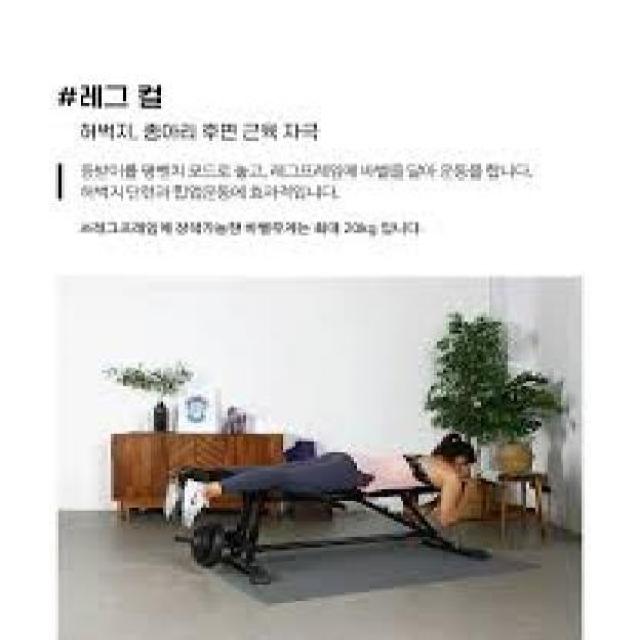 #레그 컬
허벅지, 종아리 후면 근육 자극
등받이를 평벤치 모드로 놓고, 레그프레임에 바벨을 달아 운동을 합니다.
허벅지 단련과 힙업운동에 효과적입니다.
※레그프레임에 장착가능한 바벨무게는 최대 20kg 입니다.